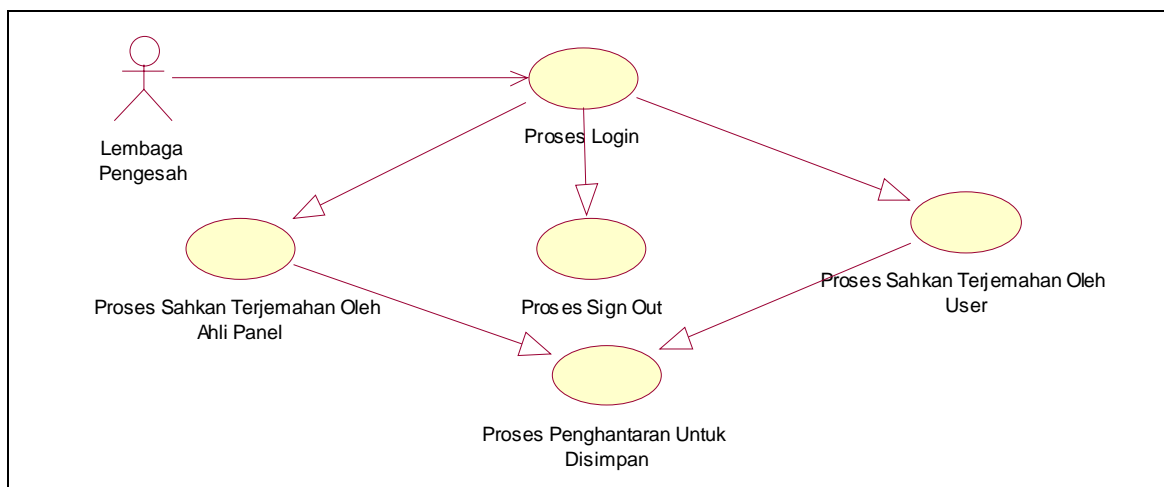 Lembaga
Pengesah
Proses Login
Proses Sahkan Terjemahan Oleh
Ahli Panel
Proses Sign Out
Proses Sahkan Terjemahan Oleh
User
Proses Penghantaran Untuk
Disimpan